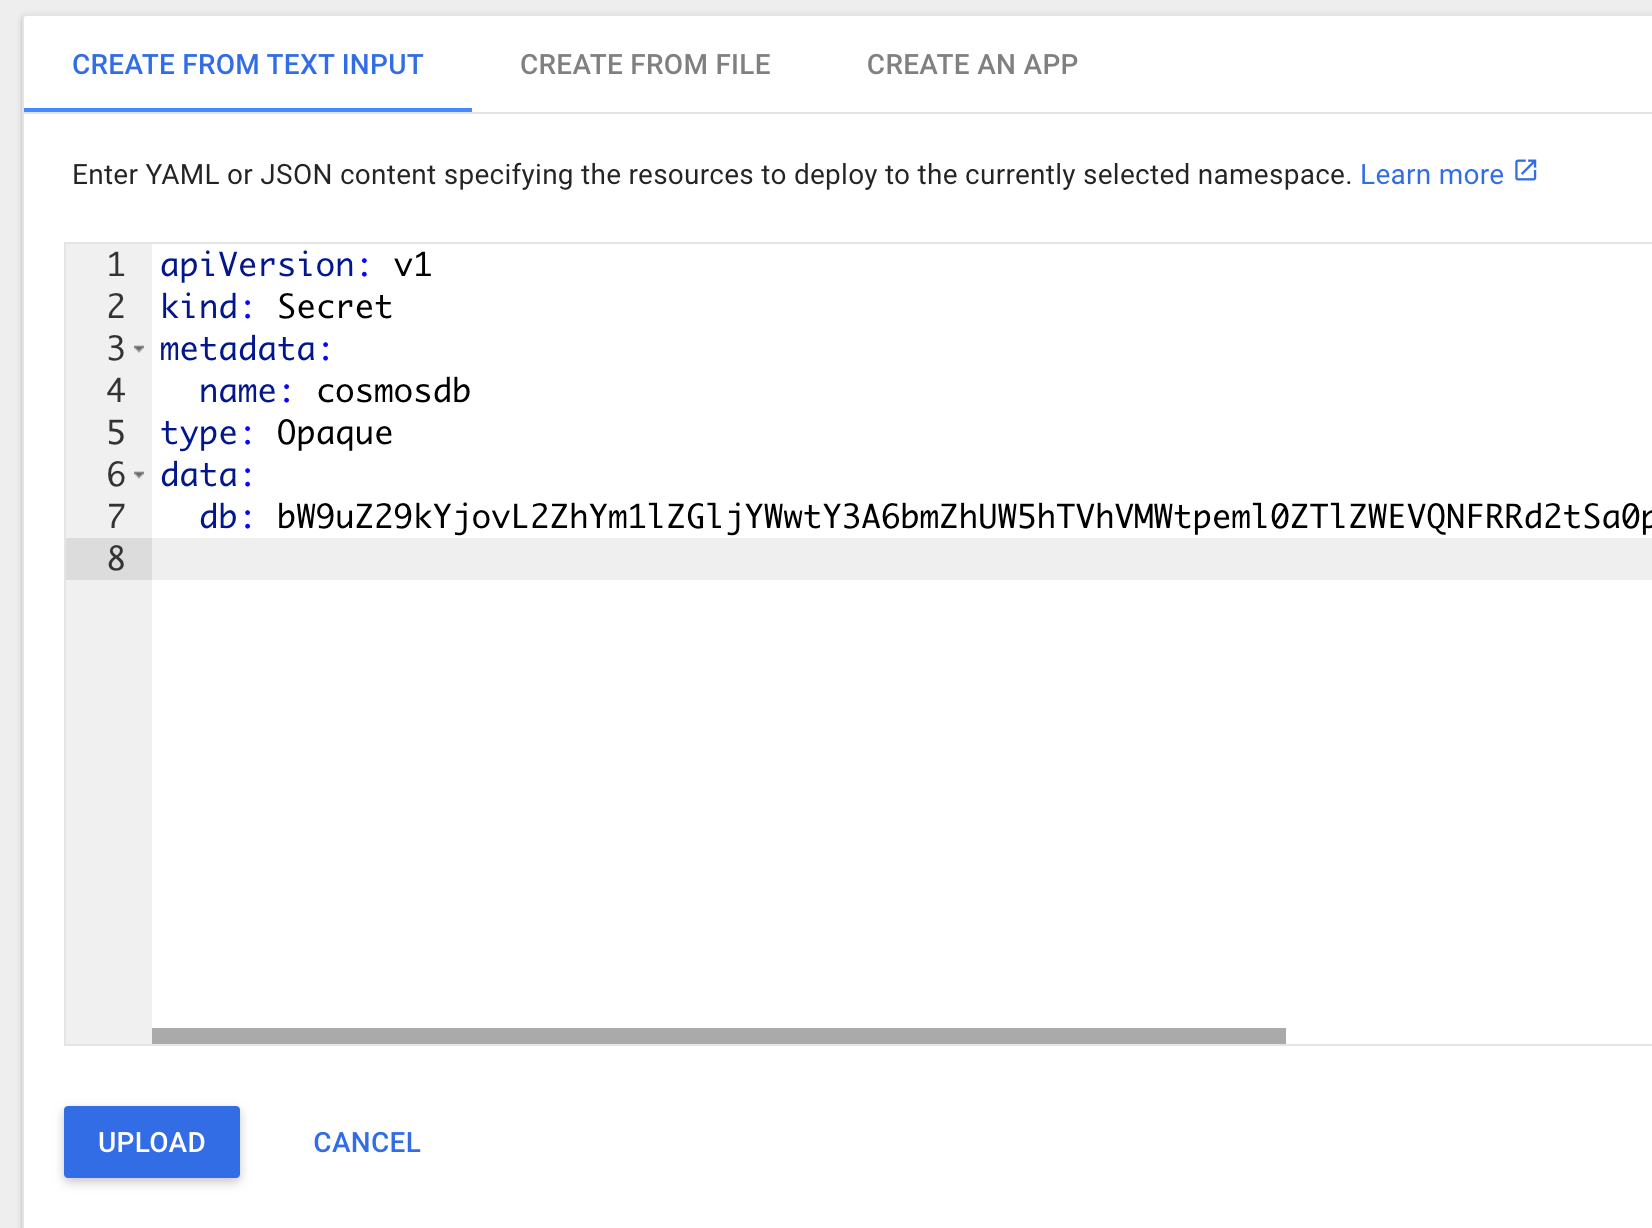 CREATE FROM TEXT INPUT CREATE FROM FILE CREATE AN APP
Enter YAML or JSON content specifying the resources to deploy to the currently selected namespace. Learn more
1 apiVersion: v1
2 kind: Secret
3 metadata:
4   name: cosmosdb
5 type: Opaque
6 data:
7   db: bW9uZ29kYjovL2ZhYm1lZGljYWwtY3A6bmZhUW5hTVhVMWtpeml0ZTlZWEVQNFRRd2tSa0p
8
UPLOAD CANCEL